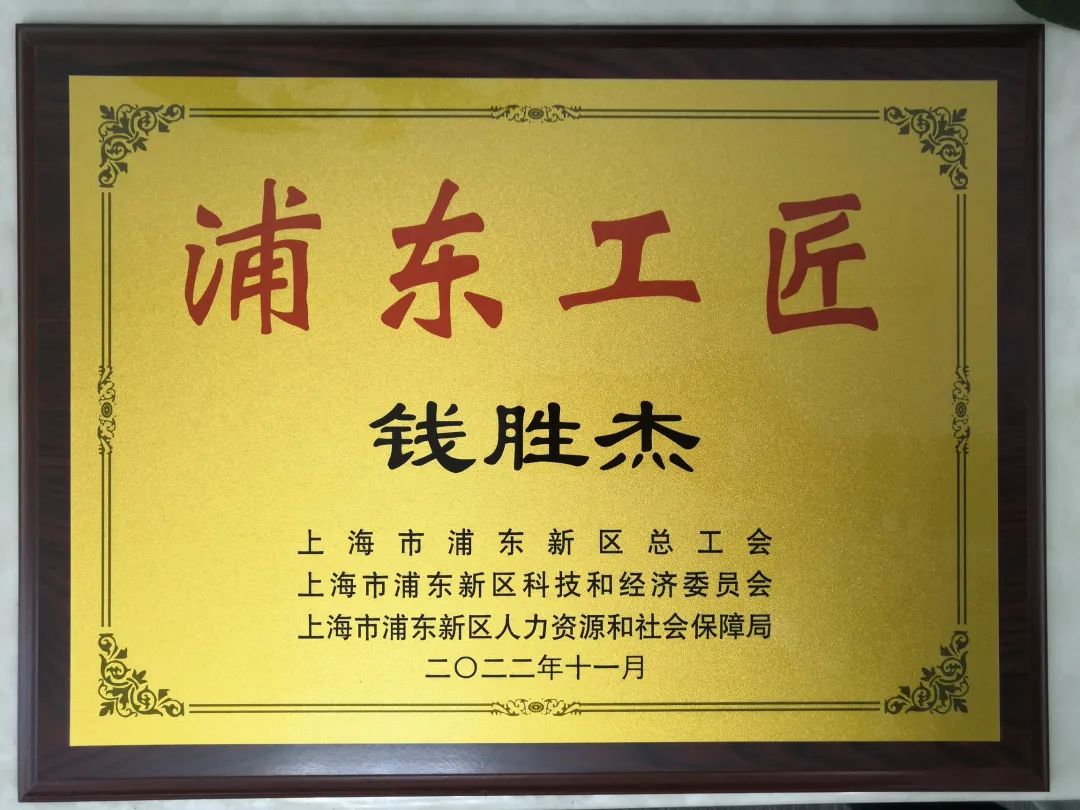 浦东工匠
钱胜杰
上海市浦东新区总工会
上海市浦东新区科技和经济委员会
上海市浦东新区人力资源和社会保障局
二〇二二年十一月